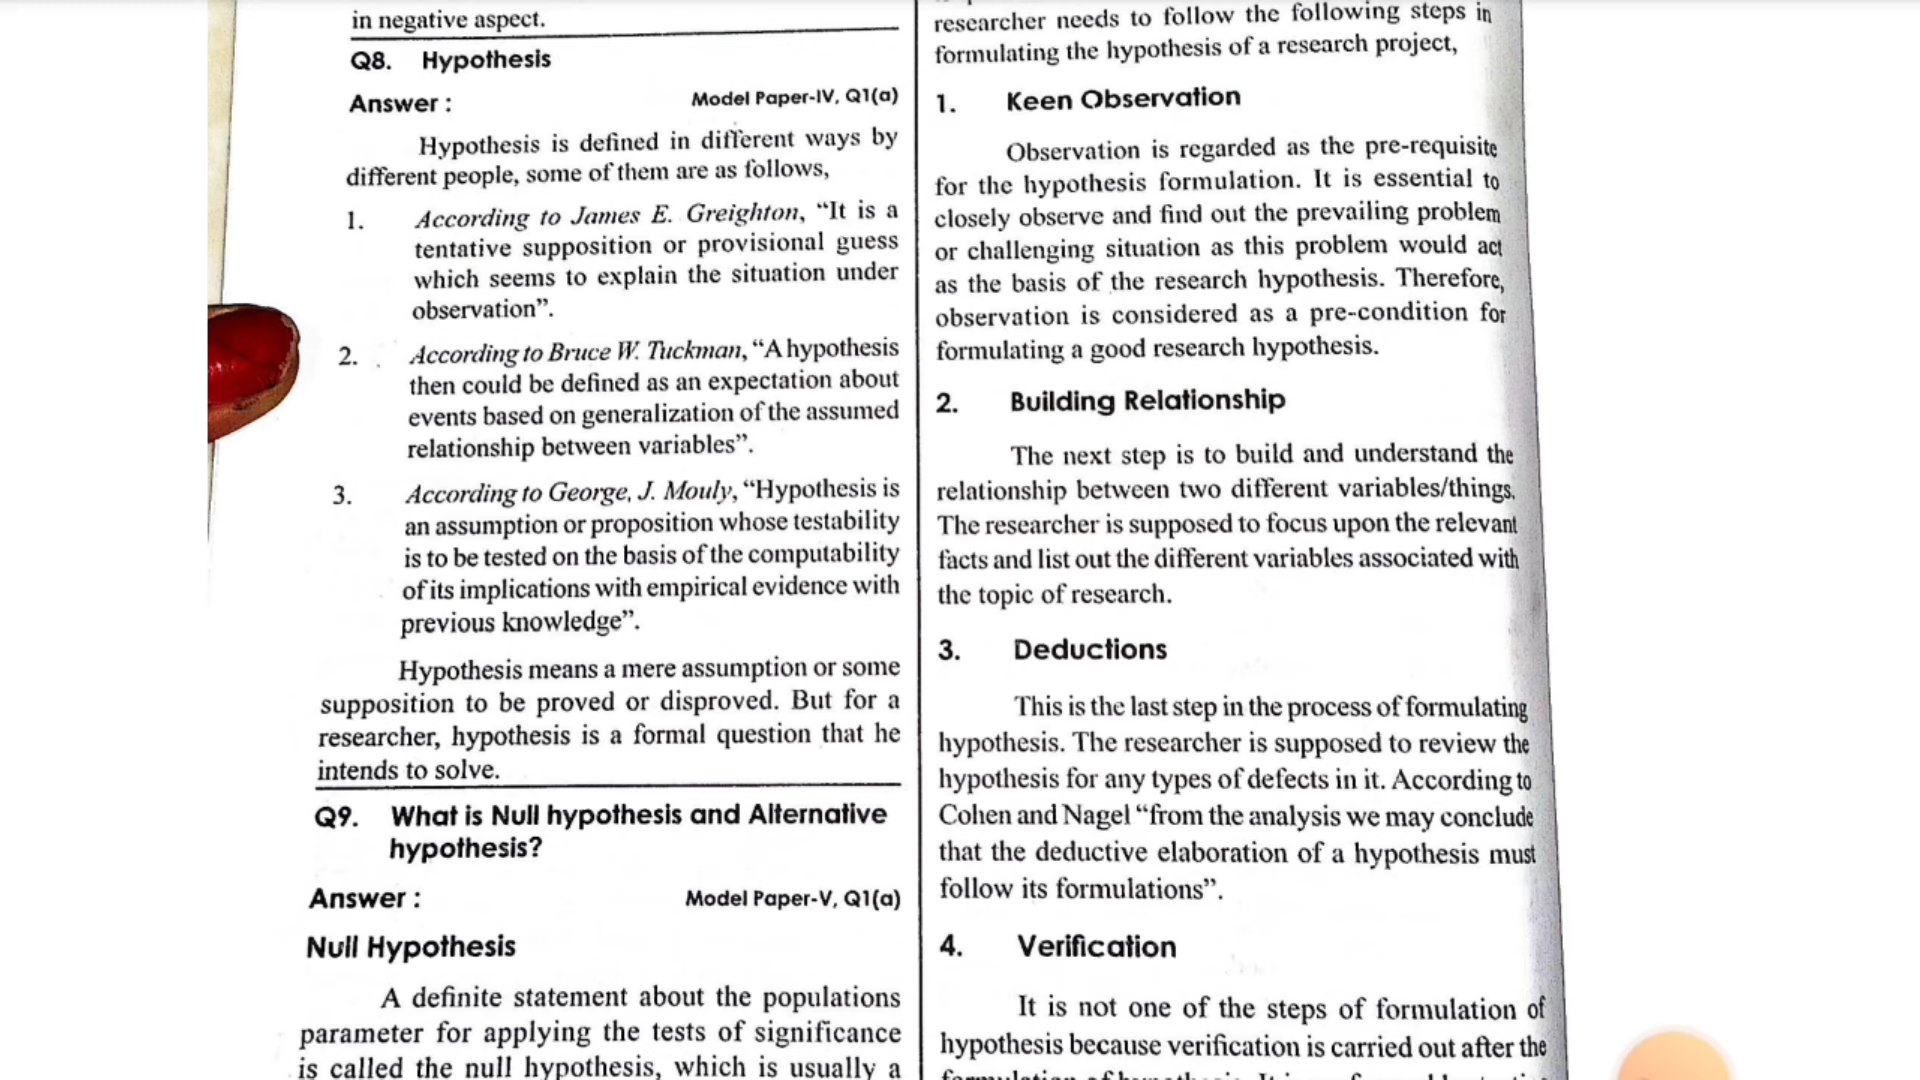 in negative aspect.
Q8. Hypothesis
Answer : Model Paper-IV, Q1(a)
Hypothesis is defined in different ways by
different people, some of them are as follows,
1. According to James E. Greighton, “It is a
tentative supposition or provisional guess
which seems to explain the situation under
observation”.
2. According to Bruce W. Tuckman, “A hypothesis
then could be defined as an expectation about
events based on generalization of the assumed
relationship between variables”.
3. According to George, J. Mouly, “Hypothesis is
an assumption or proposition whose testability
is to be tested on the basis of the computability
of its implications with empirical evidence with
previous knowledge”.
Hypothesis means a mere assumption or some
supposition to be proved or disproved. But for a
researcher, hypothesis is a formal question that he
intends to solve.
Q9. What is Null hypothesis and Alternative
hypothesis?
Answer : Model Paper-V, Q1(a)
Null Hypothesis
A definite statement about the populations
parameter for applying the tests of significance
is called the null hypothesis, which is usually a
researcher needs to follow the following steps in
formulating the hypothesis of a research project,
1. Keen Observation
Observation is regarded as the pre-requisite
for the hypothesis formulation. It is essential to
closely observe and find out the prevailing problem
or challenging situation as this problem would act
as the basis of the research hypothesis. Therefore,
observation is considered as a pre-condition for
formulating a good research hypothesis.
2. Building Relationship
The next step is to build and understand the
relationship between two different variables/things.
The researcher is supposed to focus upon the relevant
facts and list out the different variables associated with
the topic of research.
3. Deductions
This is the last step in the process of formulating
hypothesis. The researcher is supposed to review the
hypothesis for any types of defects in it. According to
Cohen and Nagel “from the analysis we may conclude
that the deductive elaboration of a hypothesis must
follow its formulations”.
4. Verification
It is not one of the steps of formulation of
hypothesis because verification is carried out after the